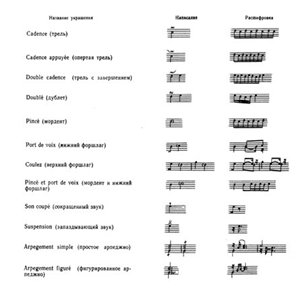 Название украшения Написание Расшифровка
Cadence (трель)
Cadence appuyée (опертая трель)
Double cadence (трель с завершением)
Doublé (дублет)
Pincé (мордент)
Port de voix (нижний форшлаг)
Coulez (верхний форшлаг)
Pincé et port de voix (мордент и нижний
форшлаг)
Son coupé (сокращенный звук)
Suspension (запаздывающий звук)
Arpegement simple (простое арпеджио)
Arpegement figuré (фигурированное ар-
педжио)